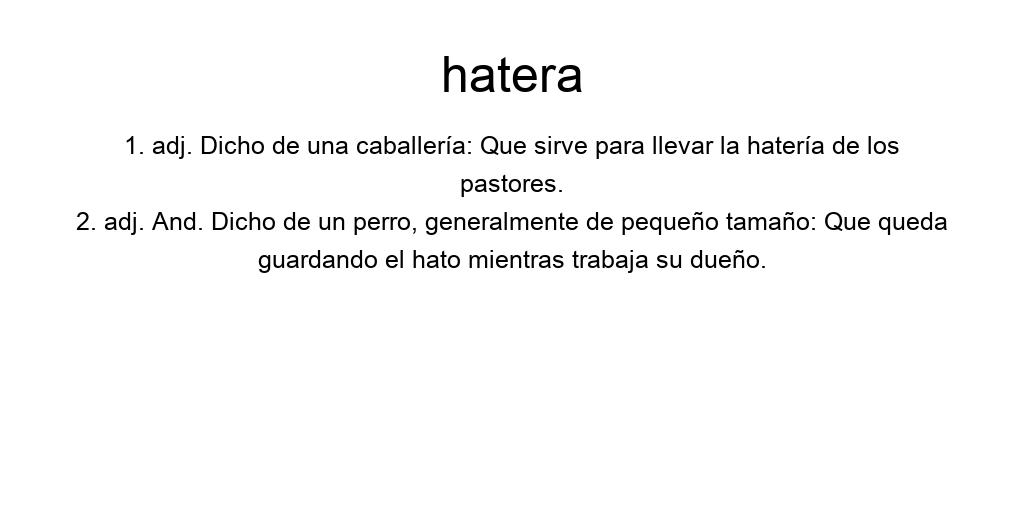 hatera
1. adj. Dicho de una caballería: Que sirve para llevar la hatería de los
pastores.
2. adj. And. Dicho de un perro, generalmente de pequeño tamaño: Que queda
guardando el hato mientras trabaja su dueño.